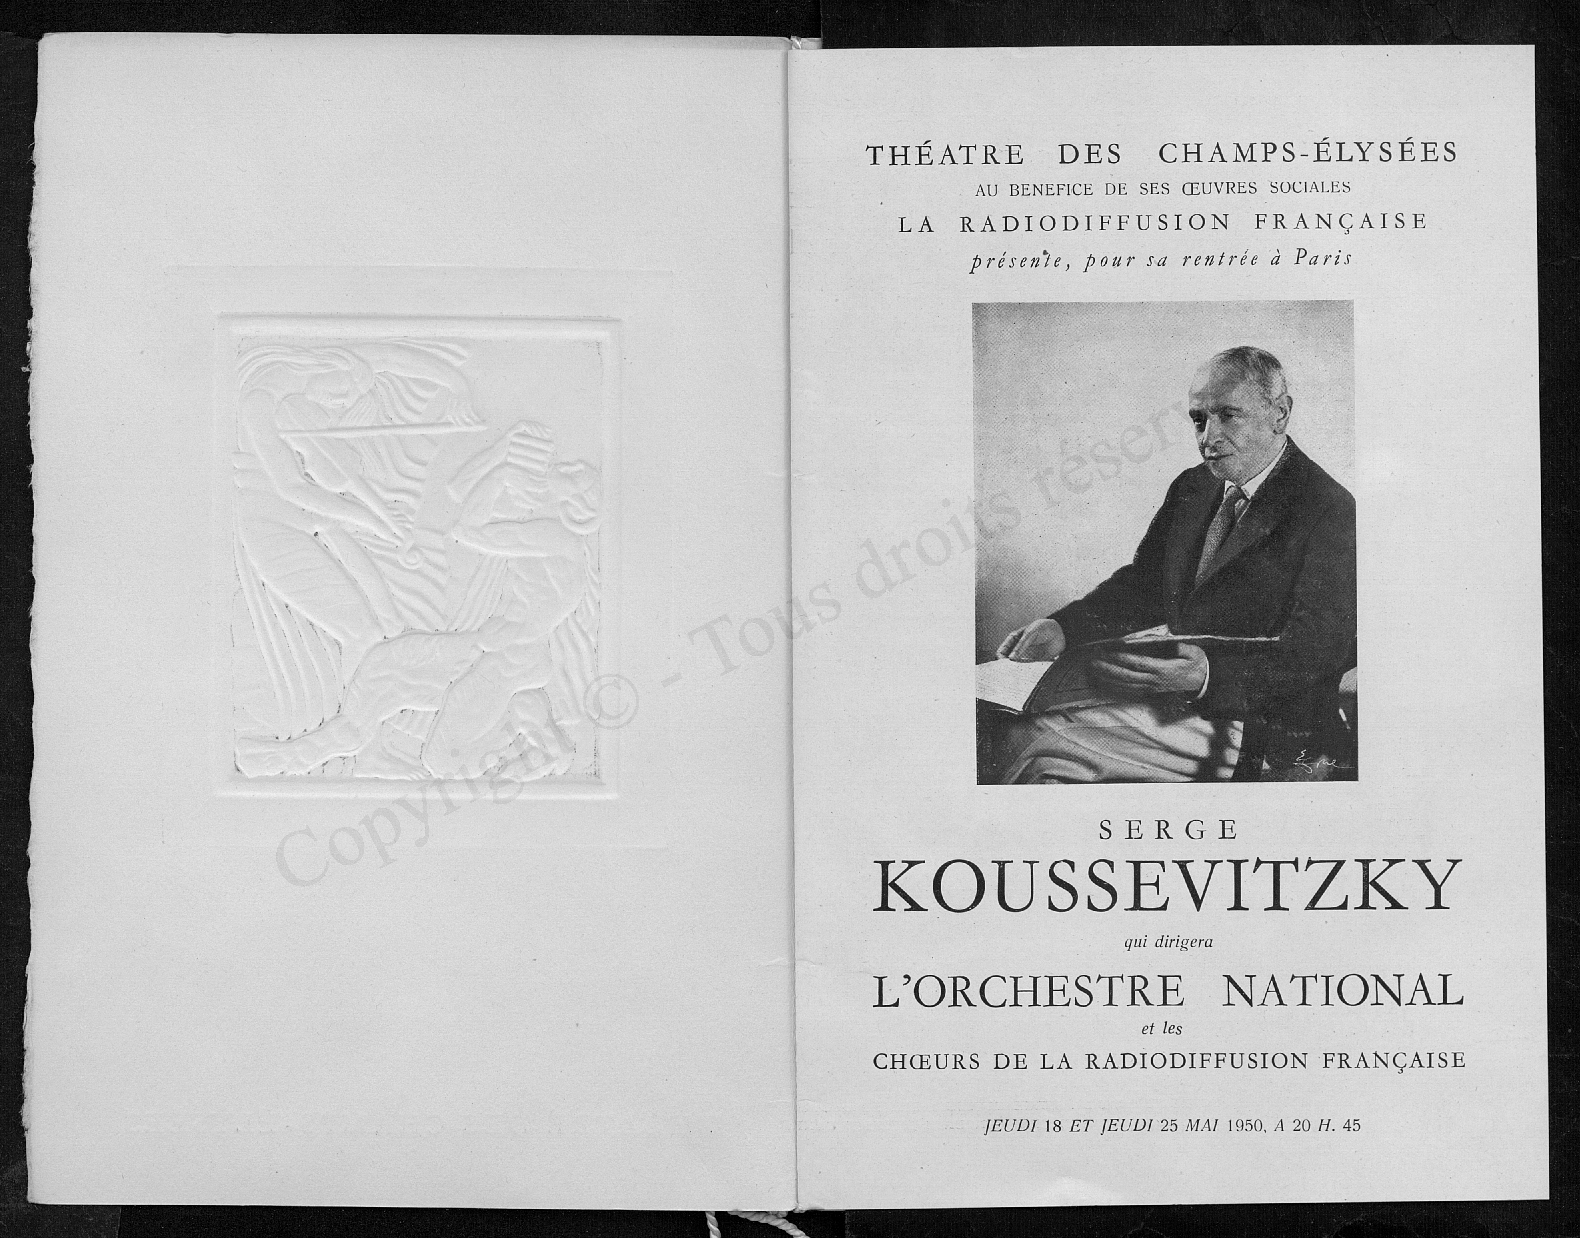 THÉATRE DES CHAMPS-ÉLYSÉES
AU BENEFICE DE SES ŒUVRES SOCIALES
LA RADIODIFFUSION FRANÇAISE
présente, pour sa rentrée à Paris
SERGE
KOUSSEVITZKY
qui dirigera
L'ORCHESTRE NATIONAL
et les
CHŒURS DE LA RADIODIFFUSION FRANÇAISE
JEUDI 18 ET JEUDI 25 MAI 1950, A 20 H. 45
Copyright © - Tous droits réserv